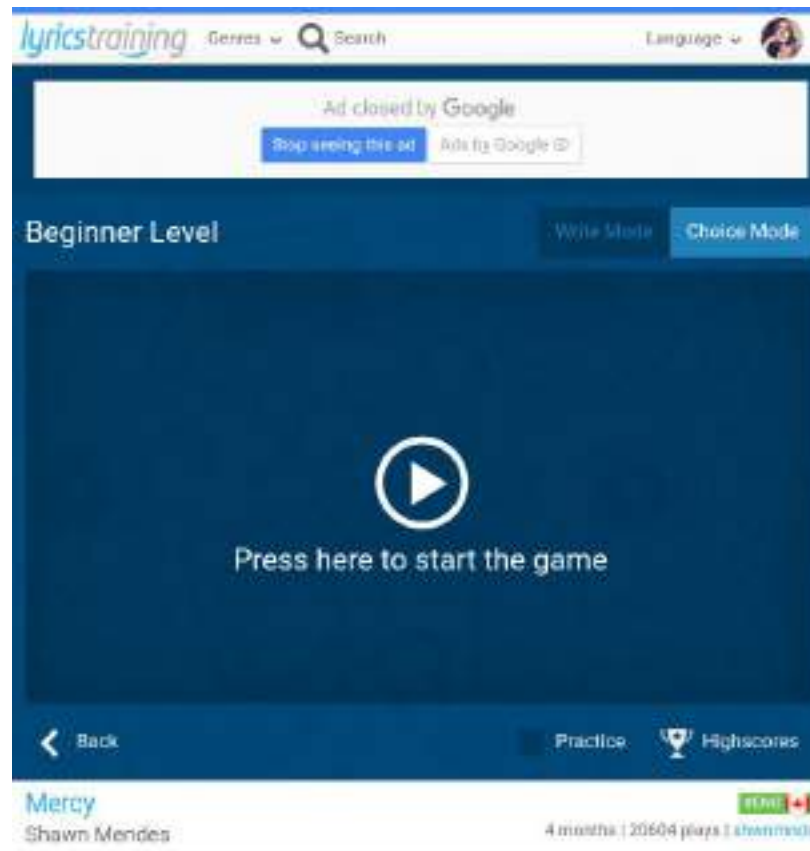 lyricstraining Genres Search Language
Ad closed by Google
Stop seeing this ad Ads by Google
Beginner Level Write Mode Choice Mode
Press here to start the game
Back Practice Highscores
Mercy
Shawn Mendes 4 months | 20604 plays |